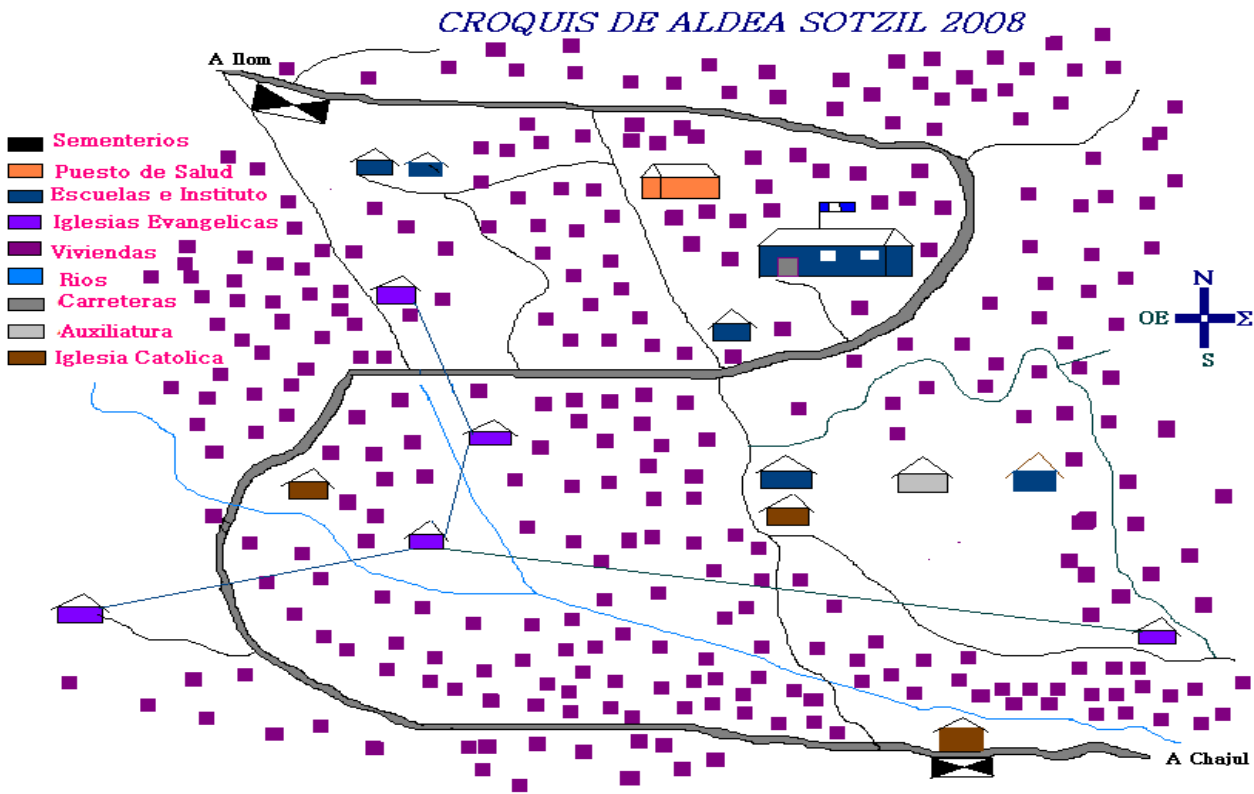 CROQUIS DE ALDEA SOTZIL 2008
A Ilom
Sementerios
Puesto de Salud
Escuelas e Instituto
Iglesias Evangelicas
Viviendas
Rios
Carreteras
Auxiliatura
Iglesia Catolica
N
OE Σ
S
A Chajul